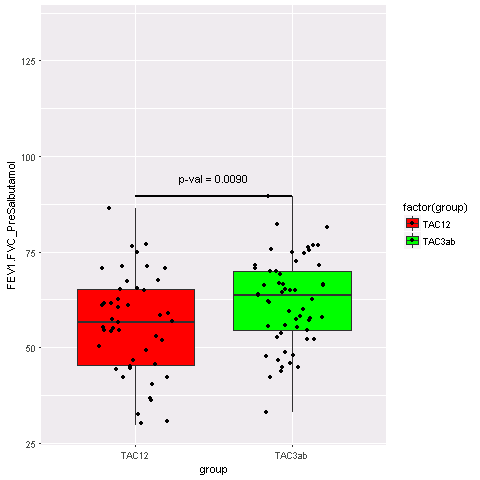 125
100
75
50
25
FEV1.FVC_PreSalbutamol
p-val = 0.0090
TAC12
TAC3ab
group
factor(group)
TAC12
TAC3ab